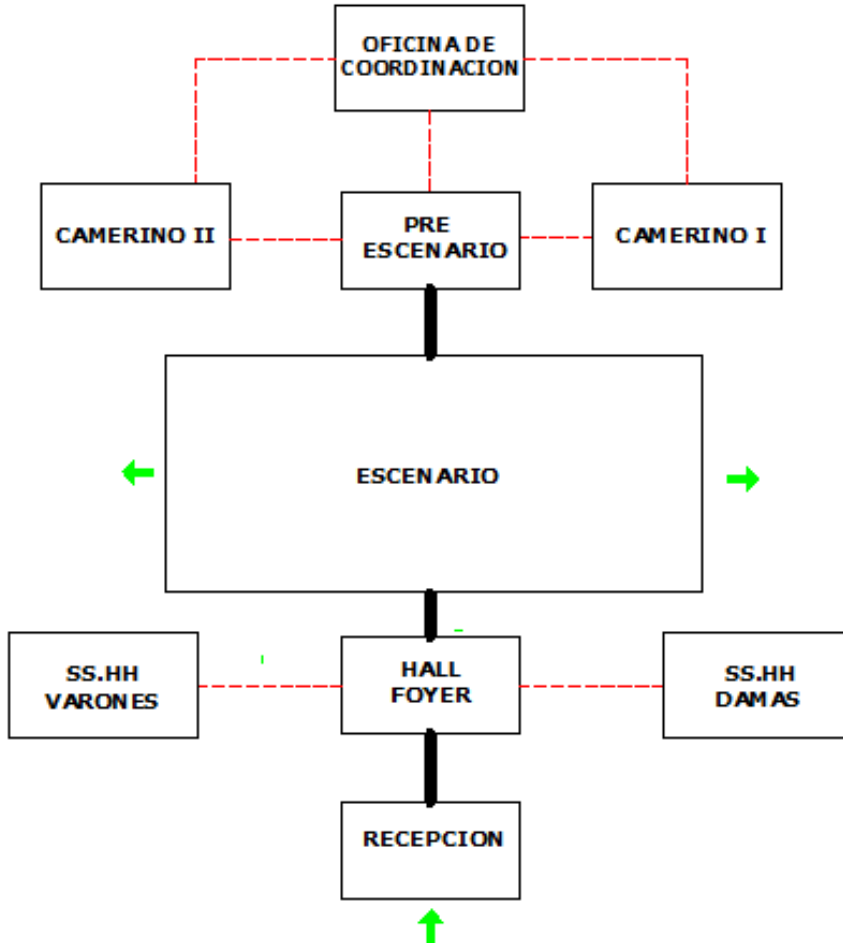 OFICINA DE
COORDINACION
CAMERINO II
PRE
ESCENARIO
CAMERINO I
ESCENARIO
SS.HH
VARONES
HALL
FOYER
SS.HH
DAMAS
RECEPCION